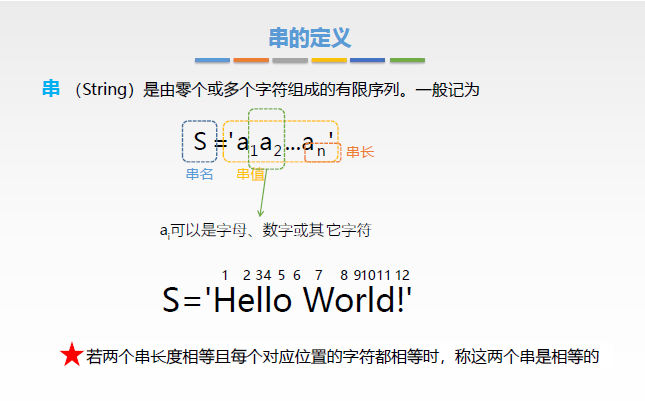 串的定义
串 （String）是由零个或多个字符组成的有限序列。一般记为
S='a1a2...an'
串长
串名 串值
ai可以是字母、数字或其它字符
1 2 3 4 5 6 7 8 9 10 11 12
S='Hello World!'
若两个串长度相等且每个对应位置的字符都相等时，称这两个串是相等的